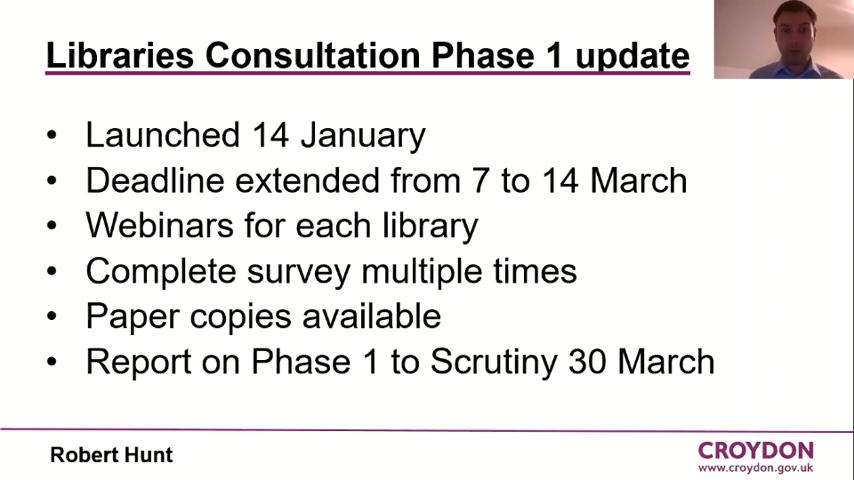 Libraries Consultation Phase 1 update
• Launched 14 January
• Deadline extended from 7 to 14 March
• Webinars for each library
• Complete survey multiple times
• Paper copies available
• Report on Phase 1 to Scrutiny 30 March
Robert Hunt
CROYDON
www.croydon.gov.uk